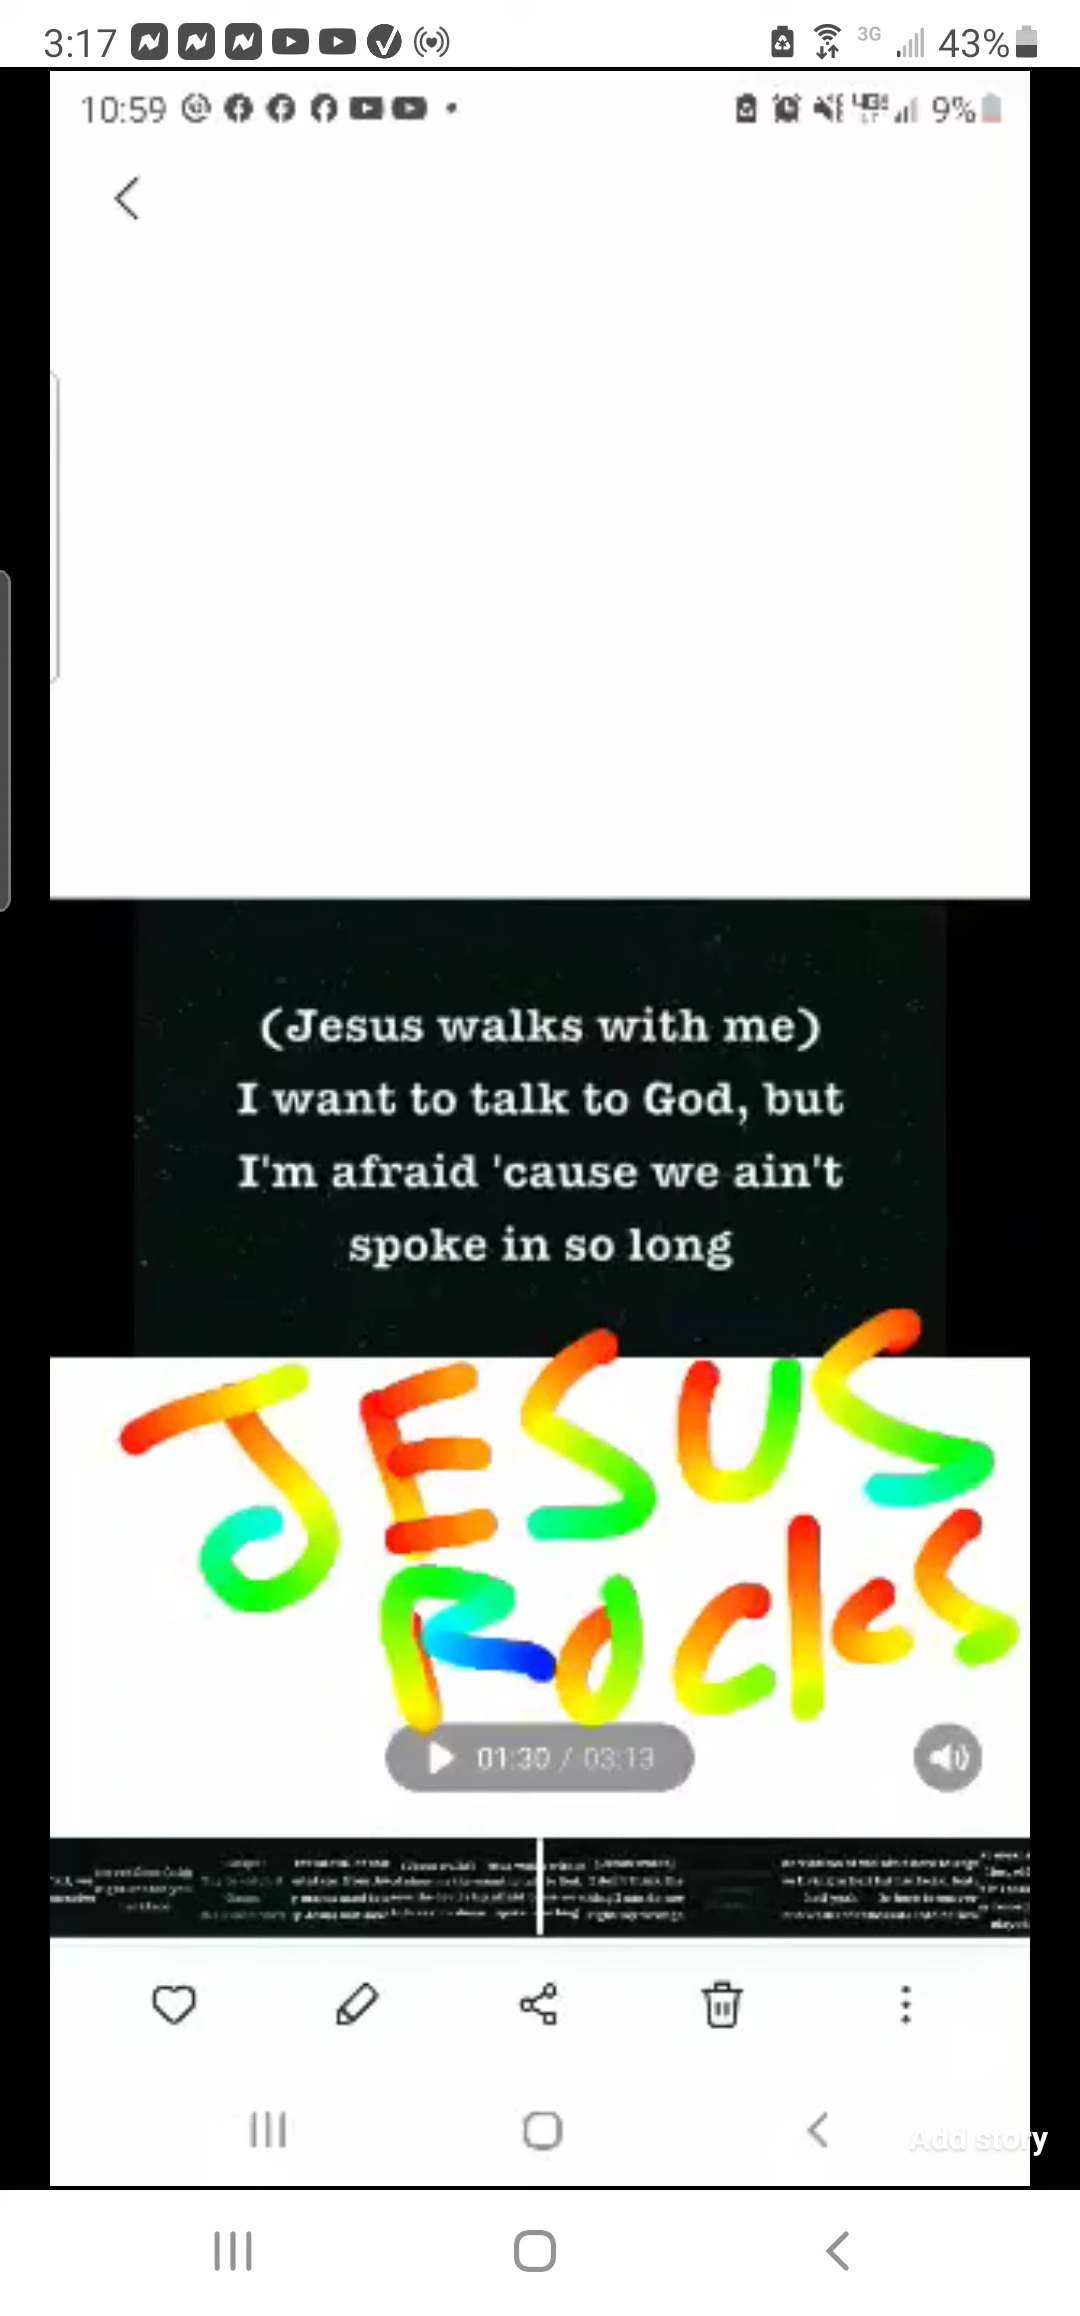 3:17
3G
43%
10:59
9%
(Jesus walks with me)
I want to talk to God, but
I'm afraid 'cause we ain't
spoke in so long
JESUS
Rocks
01:30 / 03:13
Add story